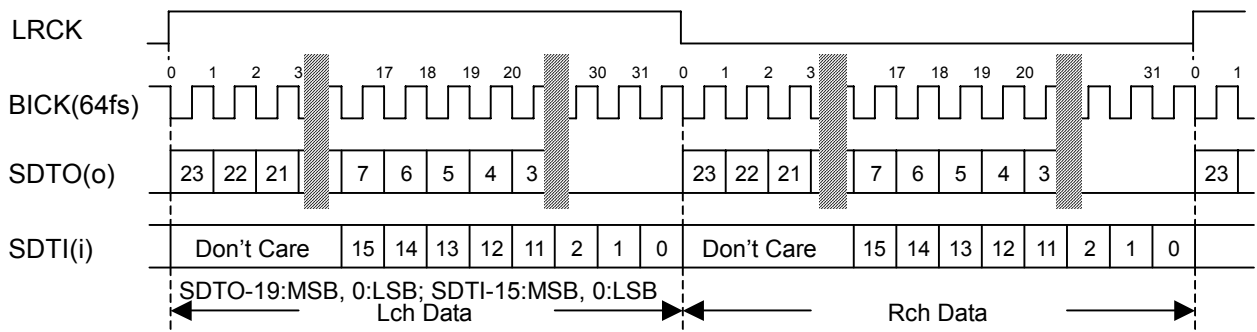 LRCK
0 1 2 3 17 18 19 20 30 31 0 1 2 3 17 18 19 20 31 0 1
BICK(64fs)
SDTO(o) 23 22 21 7 6 5 4 3 23 22 21 7 6 5 4 3 23
SDTI(i) Don't Care 15 14 13 12 11 2 1 0 Don't Care 15 14 13 12 11 2 1 0
SDTO-19:MSB, 0:LSB; SDTI-15:MSB, 0:LSB
Lch Data Rch Data